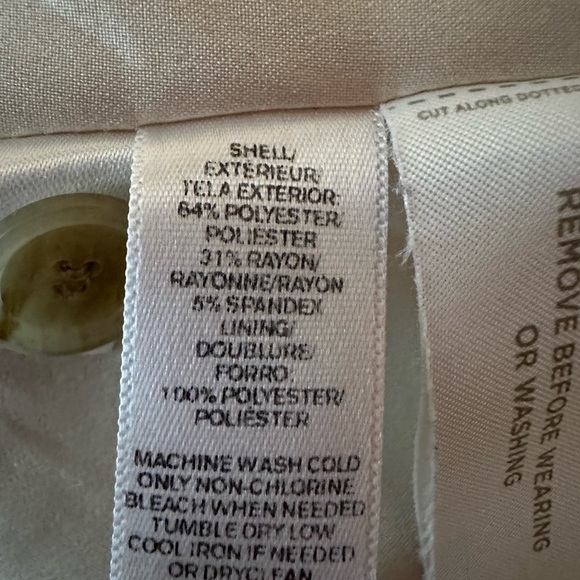 SHELL/
EXTÉRIEUR/
TELA EXTERIOR:
64% POLYESTER/
POLIESTER
31% RAYON/
RAYONNE/RAYON
5% SPANDEX
LINING/
DOUBLURE/
FORRO:
100% POLYESTER/
POLIÉSTER
MACHINE WASH COLD
ONLY NON-CHLORINE
BLEACH WHEN NEEDED
TUMBLE DRY LOW
COOL IRON IF NEEDED
OR DRYCLEAN
CUT ALONG DOTTED
REMOVE BEFORE WEARING
OR WASHING